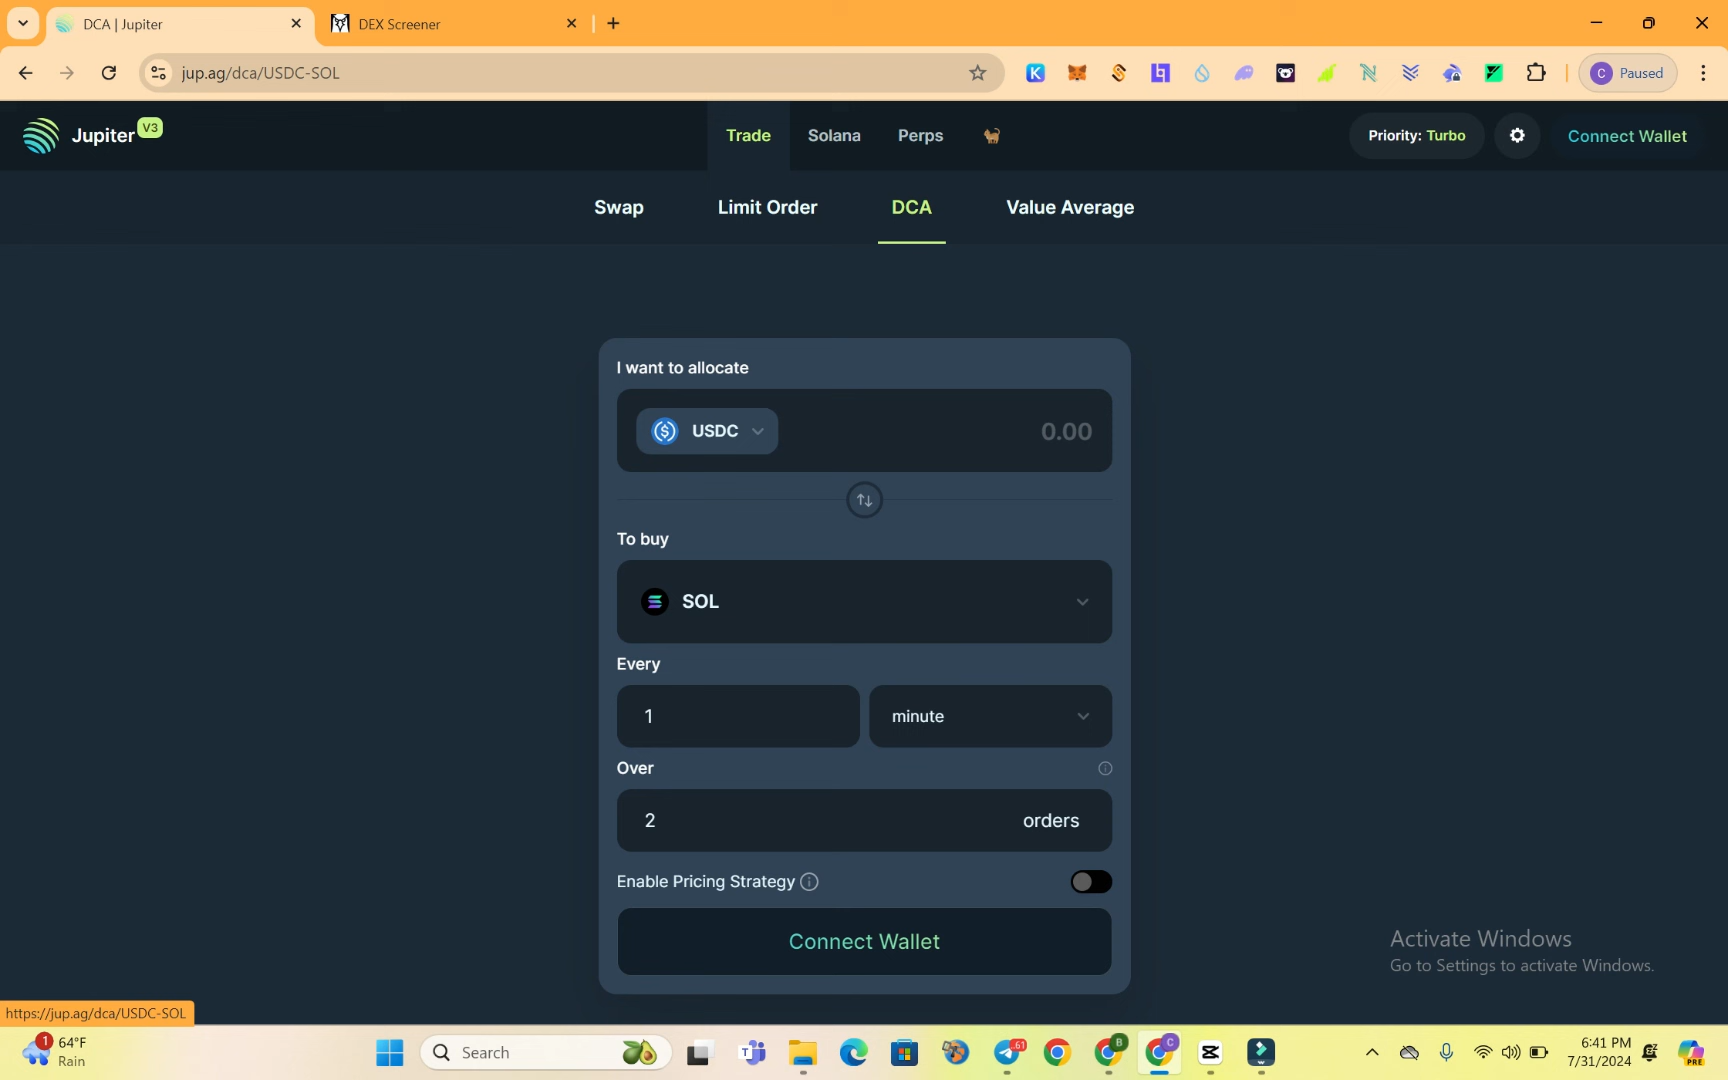 DCA | Jupiter
DEX Screener
jup.ag/dca/USDC-SOL
C Paused
Jupiter V3
Trade
Solana
Perps
Priority: Turbo
Connect Wallet
Swap
Limit Order
DCA
Value Average
I want to allocate
USDC
0.00
To buy
SOL
Every
1
minute
Over
2
orders
Enable Pricing Strategy
Connect Wallet
Activate Windows
Go to Settings to activate Windows.
https://jup.ag/dca/USDC-SOL
1
64°F
Rain
Search
61
B
C
6:41 PM
7/31/2024
PRE